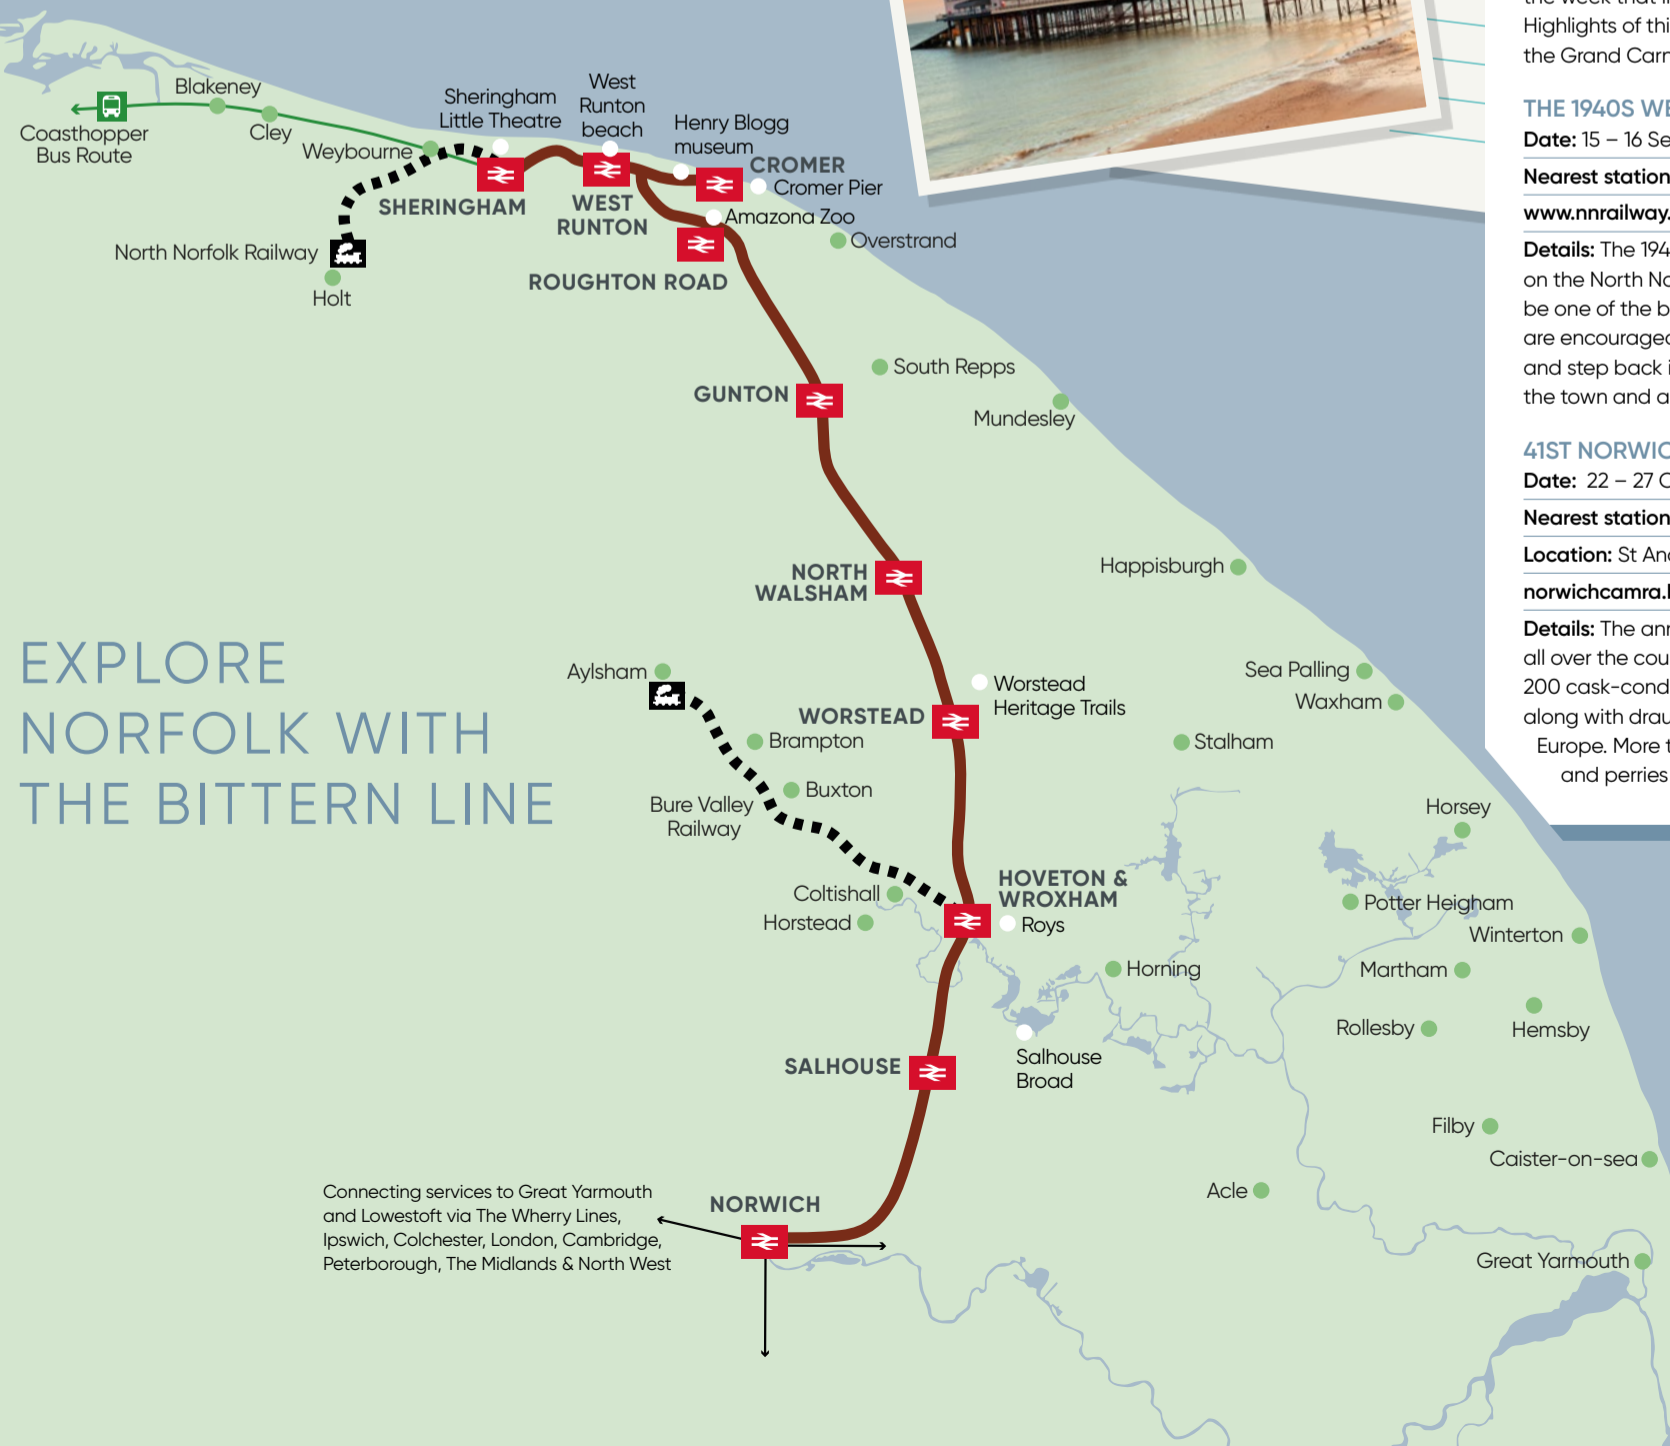 Blakeney
Coasthopper
Bus Route
Cley
Weybourne
Sheringham
Little Theatre
West
Runton
beach
Henry Blogg
museum
CROMER
Cromer Pier
SHERINGHAM
WEST
RUNTON
Amazona Zoo
ROUGHTON ROAD
Overstrand
North Norfolk Railway
Holt
GUNTON
South Repps
Mundesley
NORTH
WALSHAM
Happisburgh
EXPLORE
NORFOLK WITH
THE BITTERN LINE
Aylsham
Worstead
Heritage Trails
WORSTEAD
Sea Palling
Waxham
Brampton
Stalham
Buxton
Bure Valley
Railway
Horsey
HOVETON &
WROXHAM
Roys
Coltishall
Horstead
Potter Heigham
Winterton
Horning
Martham
Rollesby
Hemsby
Salhouse
Broad
SALHOUSE
Filby
Caister-on-sea
Acle
Connecting services to Great Yarmouth
and Lowestoft via The Wherry Lines,
Ipswich, Colchester, London, Cambridge,
Peterborough, The Midlands & North West
NORWICH
Great Yarmouth
the week that
Highlights of thi
the Grand Carn
THE 1940S WE
Date: 15 – 16 Se
Nearest station
www.nnrailway.
Details: The 194
on the North No
be one of the b
are encouraged
and step back i
the town and a
41ST NORWIC
Date: 22 – 27 O
Nearest station
Location: St And
norwichcamra.
Details: The ann
all over the cou
200 cask-cond
along with drau
Europe. More t
and perries